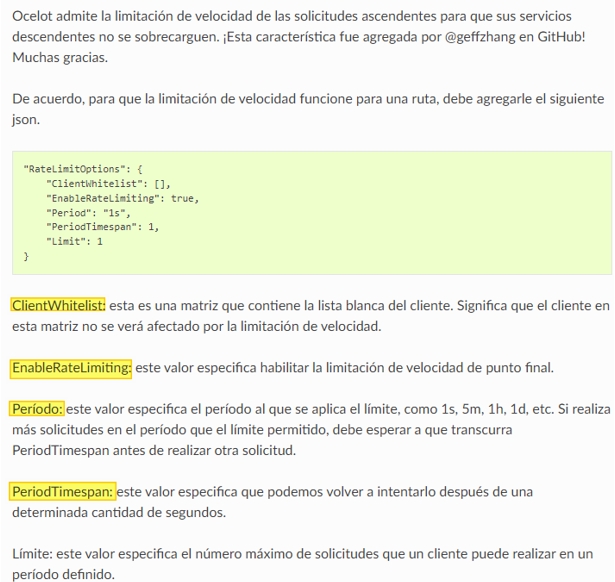 Ocelot admite la limitación de velocidad de las solicitudes ascendentes para que sus servicios
descendentes no se sobrecarguen. ¡Esta característica fue agregada por @geffzhang en GitHub!
Muchas gracias.
De acuerdo, para que la limitación de velocidad funcione para una ruta, debe agregarle el siguiente
json.
"RateLimitOptions": {
    "ClientWhitelist": [],
    "EnableRateLimiting": true,
    "Period": "1s",
    "PeriodTimespan": 1,
    "Limit": 1
}
ClientWhitelist: esta es una matriz que contiene la lista blanca del cliente. Significa que el cliente en
esta matriz no se verá afectado por la limitación de velocidad.
EnableRateLimiting: este valor especifica habilitar la limitación de velocidad de punto final.
Período: este valor especifica el período al que se aplica el límite, como 1s, 5m, 1h, 1d, etc. Si realiza
más solicitudes en el período que el límite permitido, debe esperar a que transcurra
PeriodTimespan antes de realizar otra solicitud.
PeriodTimespan: este valor especifica que podemos volver a intentarlo después de una
determinada cantidad de segundos.
Límite: este valor especifica el número máximo de solicitudes que un cliente puede realizar en un
período definido.